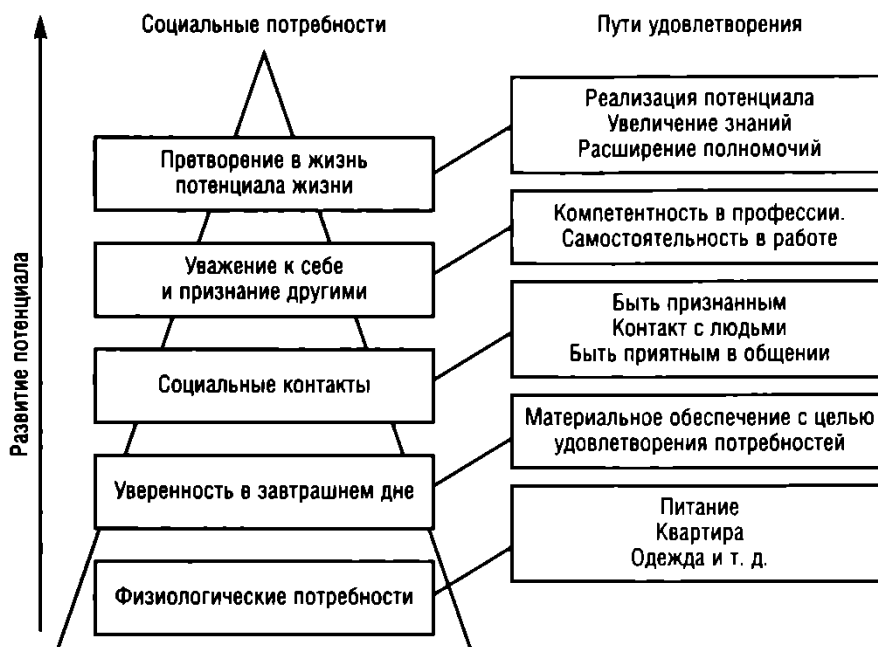 Социальные потребности
Пути удовлетворения
Развитие потенциала
Претворение в жизнь
потенциала жизни
Реализация потенциала
Увеличение знаний
Расширение полномочий
Уважение к себе
и признание другими
Компетентность в профессии.
Самостоятельность в работе
Социальные контакты
Быть признанным
Контакт с людьми
Быть приятным в общении
Уверенность в завтрашнем дне
Материальное обеспечение с целью
удовлетворения потребностей
Физиологические потребности
Питание
Квартира
Одежда и т. д.